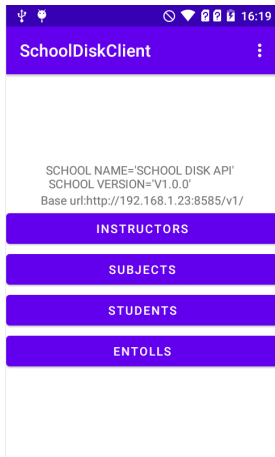 16:19
SchoolDiskClient
SCHOOL NAME='SCHOOL DISK API'
SCHOOL VERSION='V1.0.0'
Base url:http://192.168.1.23:8585/v1/
INSTRUCTORS
SUBJECTS
STUDENTS
ENTOLLS